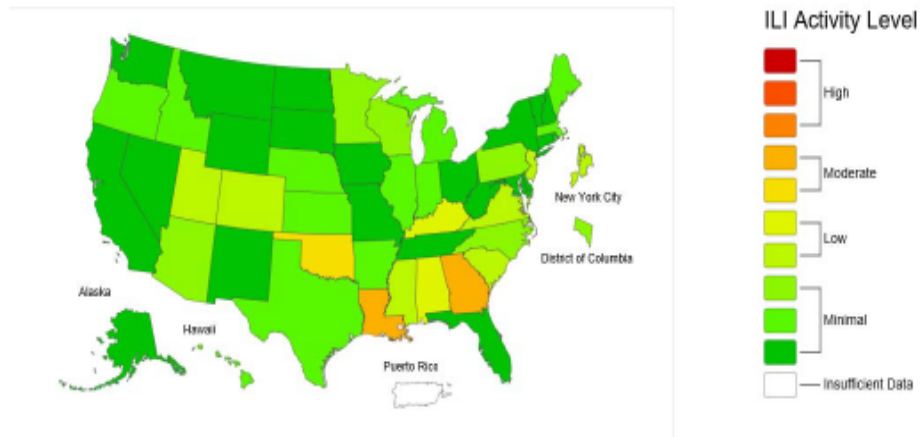 ILI Activity Level
High
Moderate
New York City
Low
District of Columbia
Alaska
Hawaii
Minimal
Puerto Rico
Insufficient Data